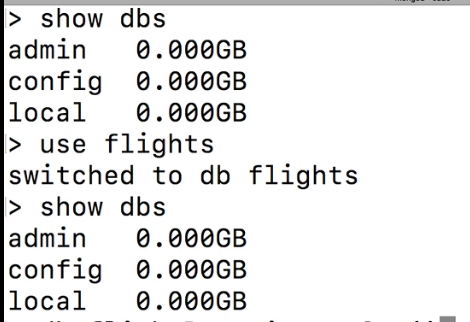 > show dbs
admin   0.000GB
config  0.000GB
local   0.000GB
> use flights
switched to db flights
> show dbs
admin   0.000GB
config  0.000GB
local   0.000GB